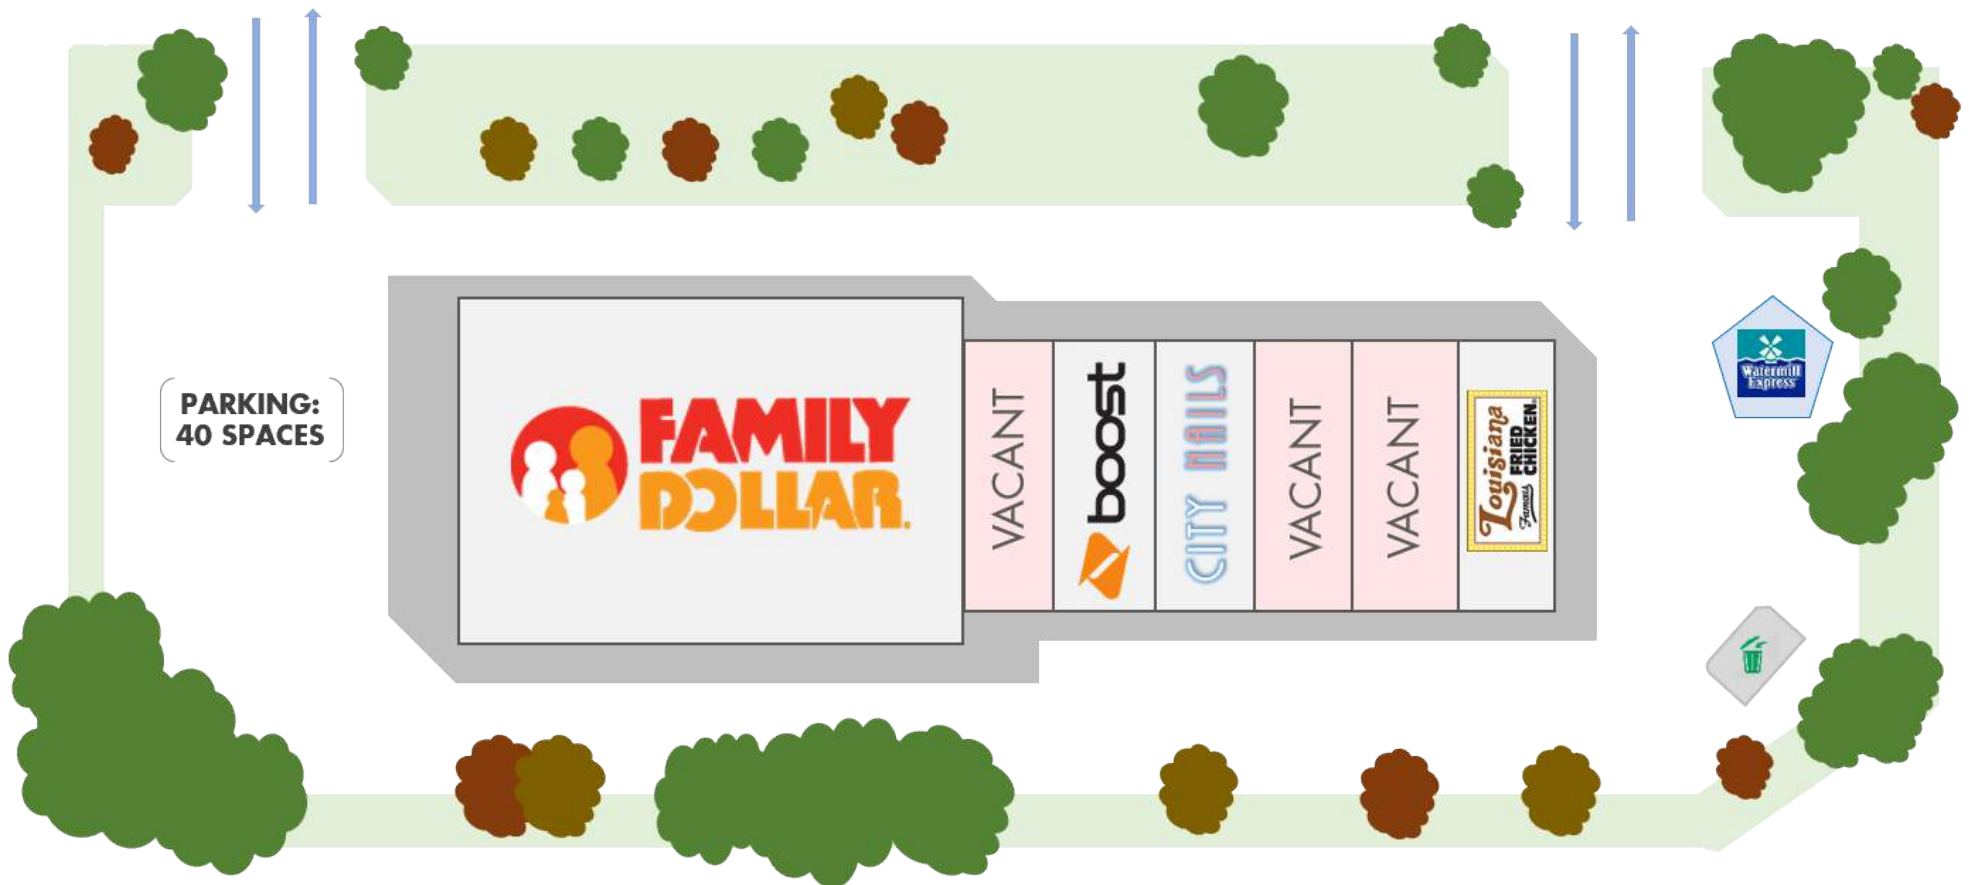 PARKING:
40 SPACES
FAMILY
DOLLAR.
VACANT
boost
CITY NAILS
VACANT
VACANT
Louisiana
Famous
FRIED
CHICKEN
Watermill
Express